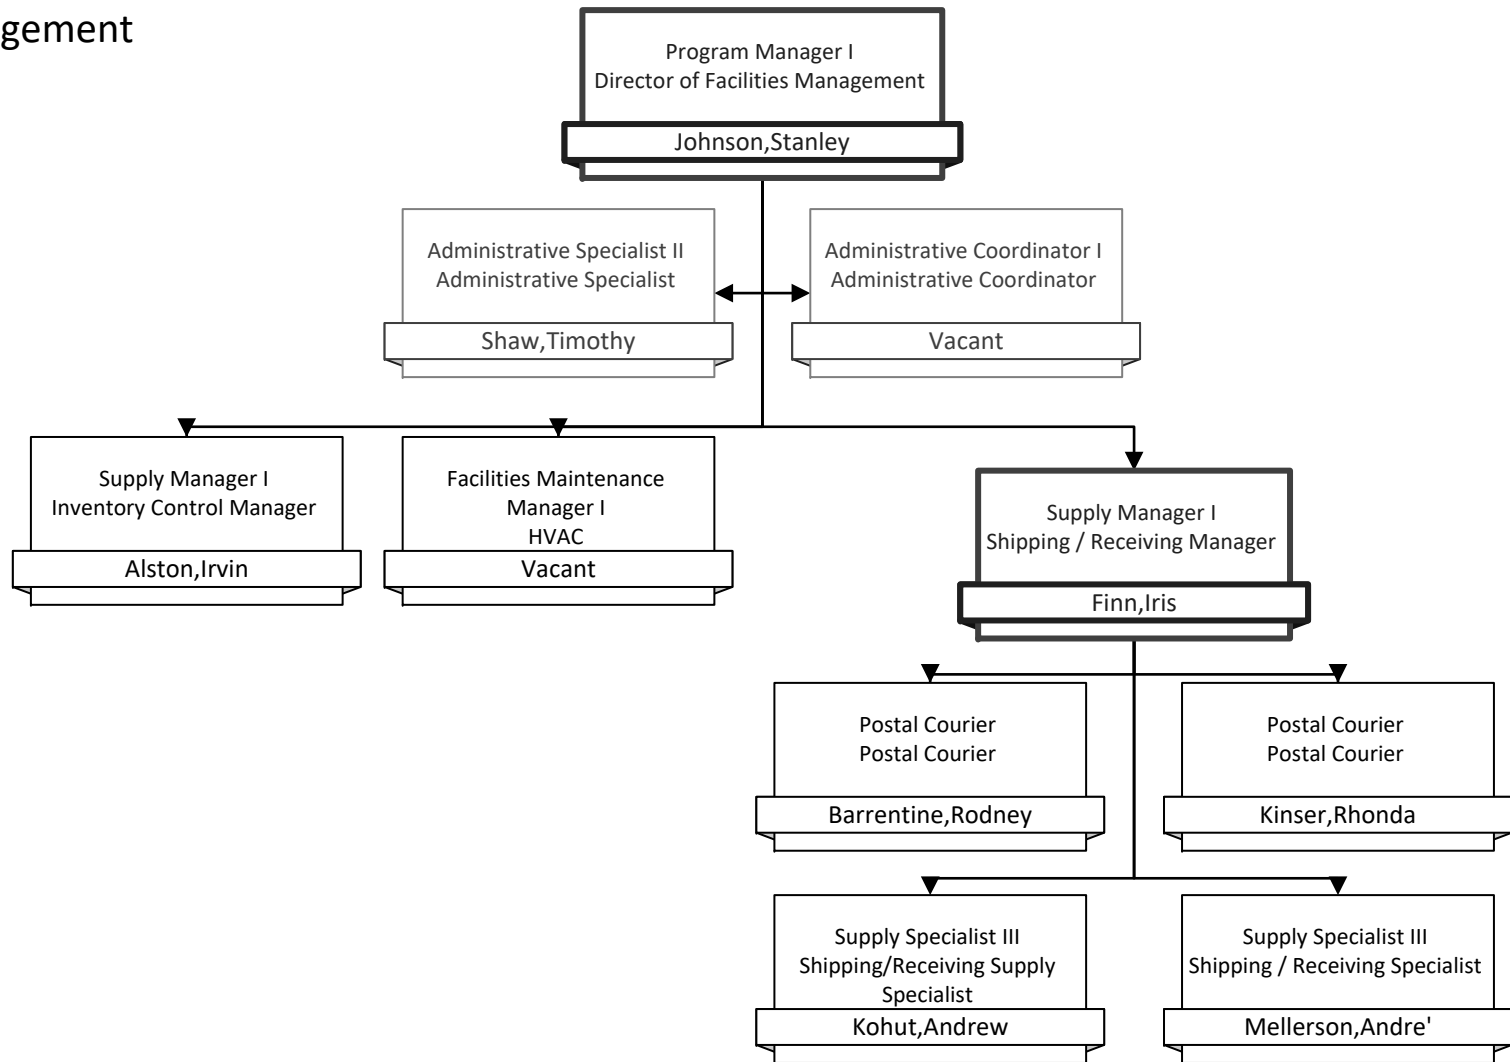 gement
Program Manager I
Director of Facilities Management
Johnson,Stanley
Administrative Specialist II
Administrative Specialist
Shaw,Timothy
Administrative Coordinator I
Administrative Coordinator
Vacant
Supply Manager I
Inventory Control Manager
Alston,Irvin
Facilities Maintenance
Manager I
HVAC
Vacant
Supply Manager I
Shipping / Receiving Manager
Finn,Iris
Postal Courier
Postal Courier
Barrentine,Rodney
Postal Courier
Postal Courier
Kinser,Rhonda
Supply Specialist III
Shipping/Receiving Supply
Specialist
Kohut,Andrew
Supply Specialist III
Shipping / Receiving Specialist
Mellerson,Andre'